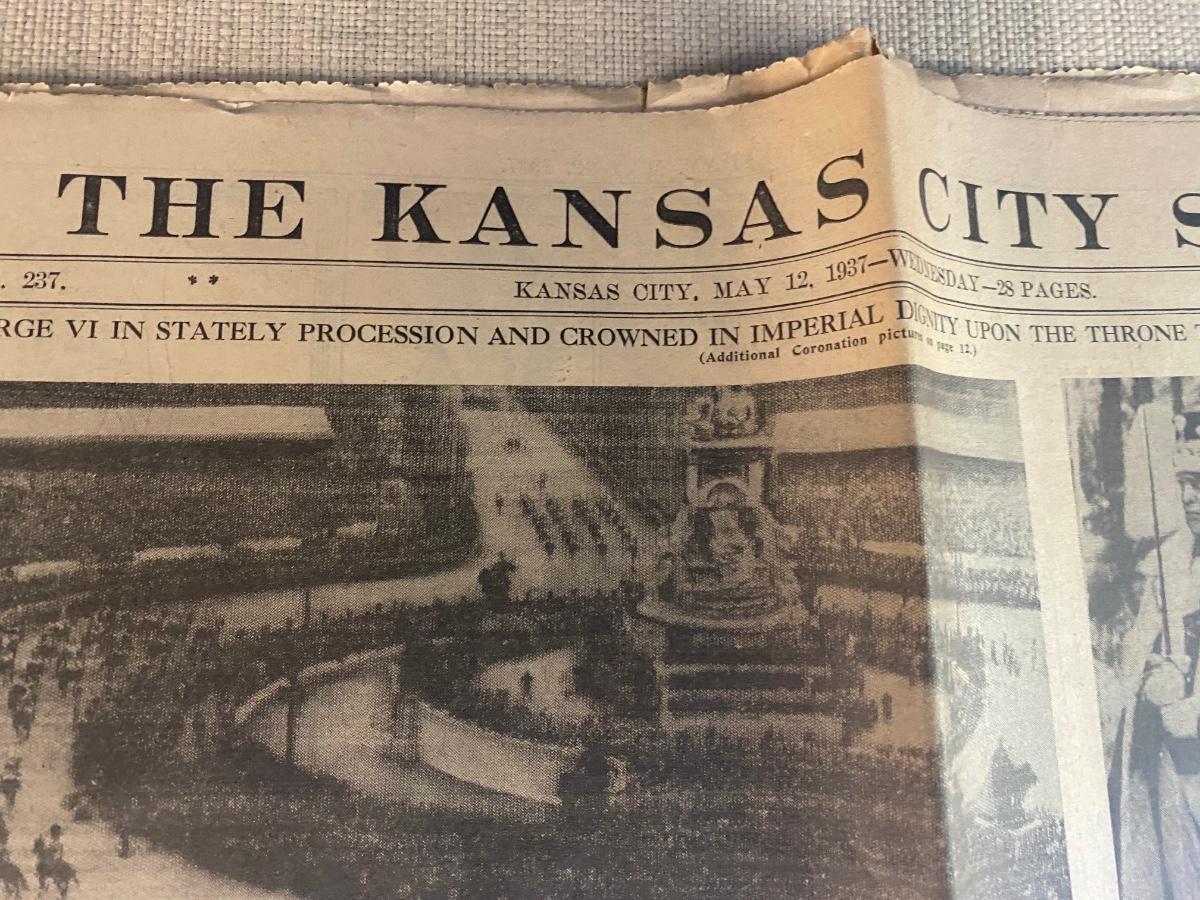 THE KANSAS CITY S
. 237. ** KANSAS CITY, MAY 12, 1937—WEDNESDAY—28 PAGES.
RGE VI IN STATELY PROCESSION AND CROWNED IN IMPERIAL DIGNITY UPON THE THRONE
(Additional Coronation pictures on page 12.)